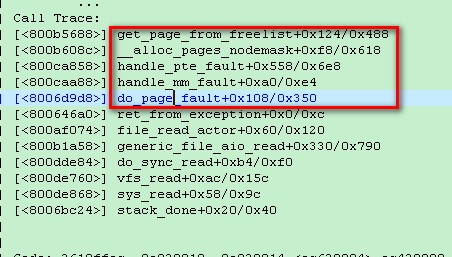 ...
Call Trace:
[<800b5688>] get_page_from_freelist+0x124/0x488
[<800b608c>] __alloc_pages_nodemask+0xf8/0x618
[<800ca858>] handle_pte_fault+0x558/0x6e8
[<800caa88>] handle_mm_fault+0xa0/0xe4
[<8006d9d8>] do_page_fault+0x108/0x350
[<800646a0>] ret_from_exception+0x0/0xc
[<800af074>] file_read_actor+0x60/0x120
[<800b1a58>] generic_file_aio_read+0x330/0x790
[<800dde84>] do_sync_read+0xb4/0xf0
[<800de760>] vfs_read+0xac/0x15c
[<800de868>] sys_read+0x58/0x9c
[<8006bc24>] stack_done+0x20/0x40